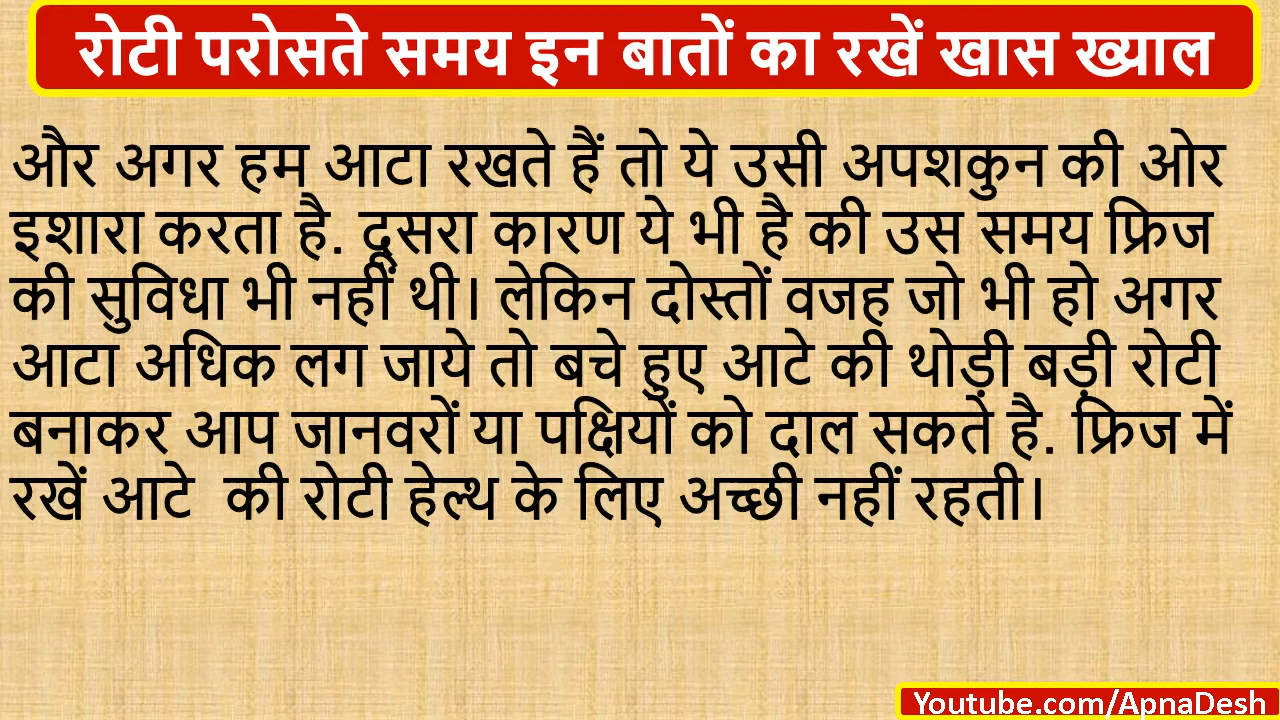 रोटी परोसते समय इन बातों का रखें खास ख्याल
और अगर हम आटा रखते हैं तो ये उसी अपशकुन की ओर
इशारा करता है. दूसरा कारण ये भी है की उस समय फ्रिज
की सुविधा भी नहीं थी। लेकिन दोस्तों वजह जो भी हो अगर
आटा अधिक लग जाये तो बचे हुए आटे की थोड़ी बड़ी रोटी
बनाकर आप जानवरों या पक्षियों को दाल सकते है. फ्रिज में
रखें आटे  की रोटी हेल्थ के लिए अच्छी नहीं रहती।
Youtube.com/ApnaDesh